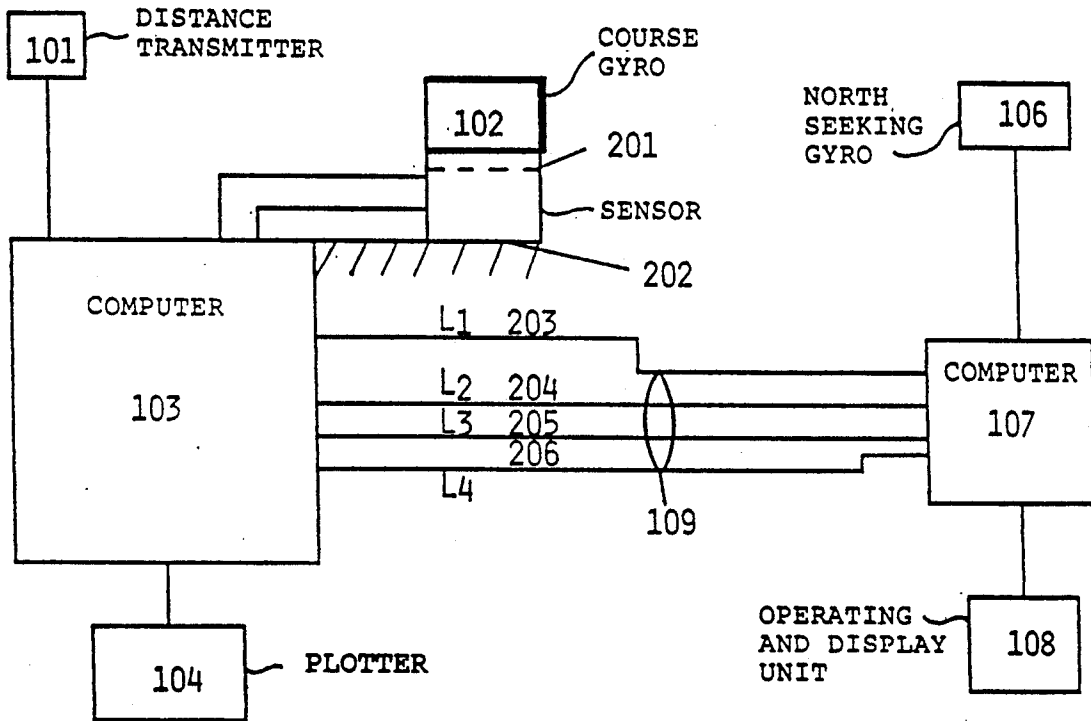 101
DISTANCE
TRANSMITTER
COURSE
GYRO
102
201
SENSOR
202
NORTH
SEEKING
GYRO
106
COMPUTER
103
L1 203
L2 204
L3 205
206
L4
109
COMPUTER
107
104
PLOTTER
OPERATING
AND DISPLAY
UNIT
108